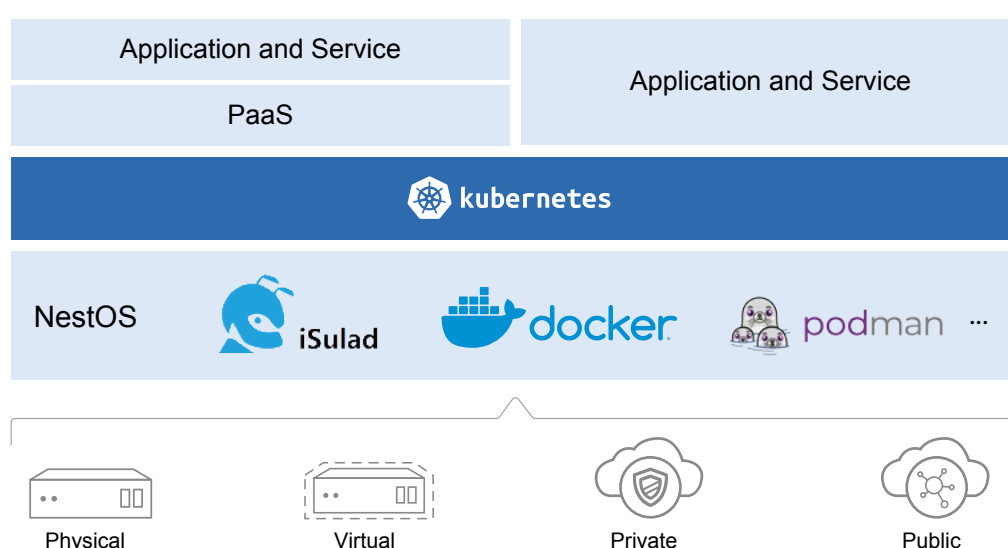 Application and Service
PaaS
Application and Service
kubernetes
NestOS
iSulad
docker
podman
...
Physical
Virtual
Private
Public